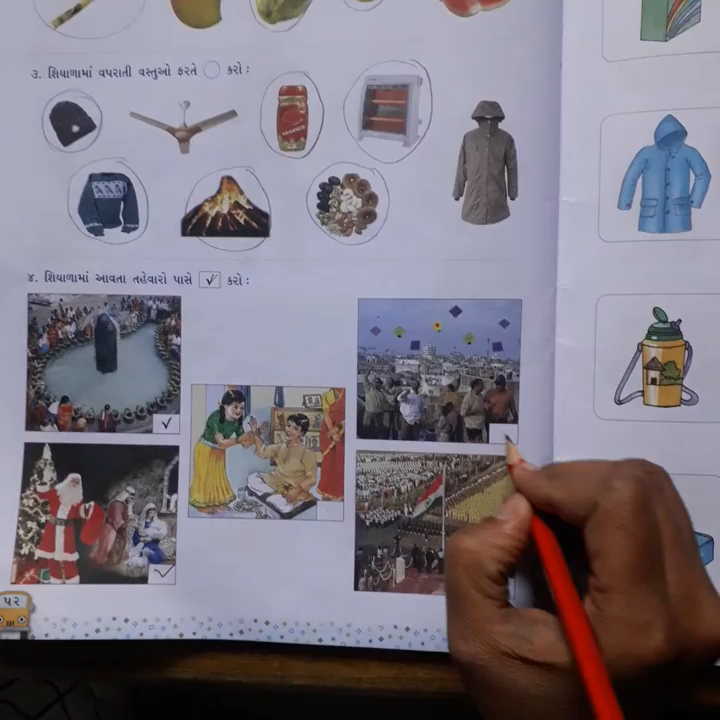 ૩. શિયાળામાં વપરાતી વસ્તુઓ ફરતે ◯ કરો :
૪. શિયાળામાં આવતા તહેવારો પાસે ✓ કરો :
૫૨